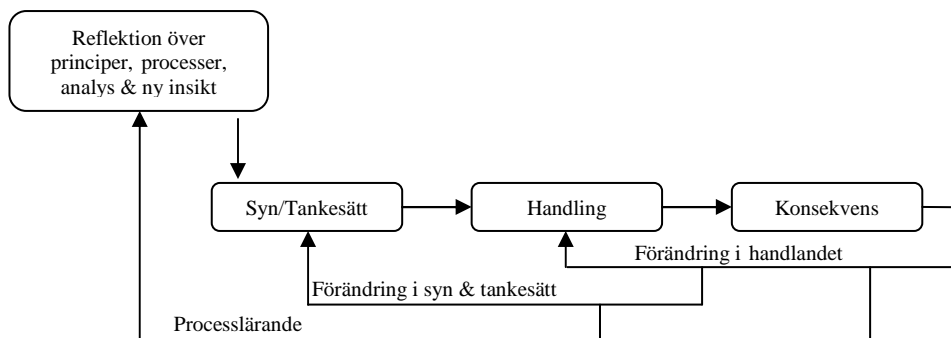 Reflektion över
principer, processer,
analys & ny insikt
Syn/Tankesätt
Handling
Konsekvens
Förändring i handlandet
Förändring i syn & tankesätt
Processlärande